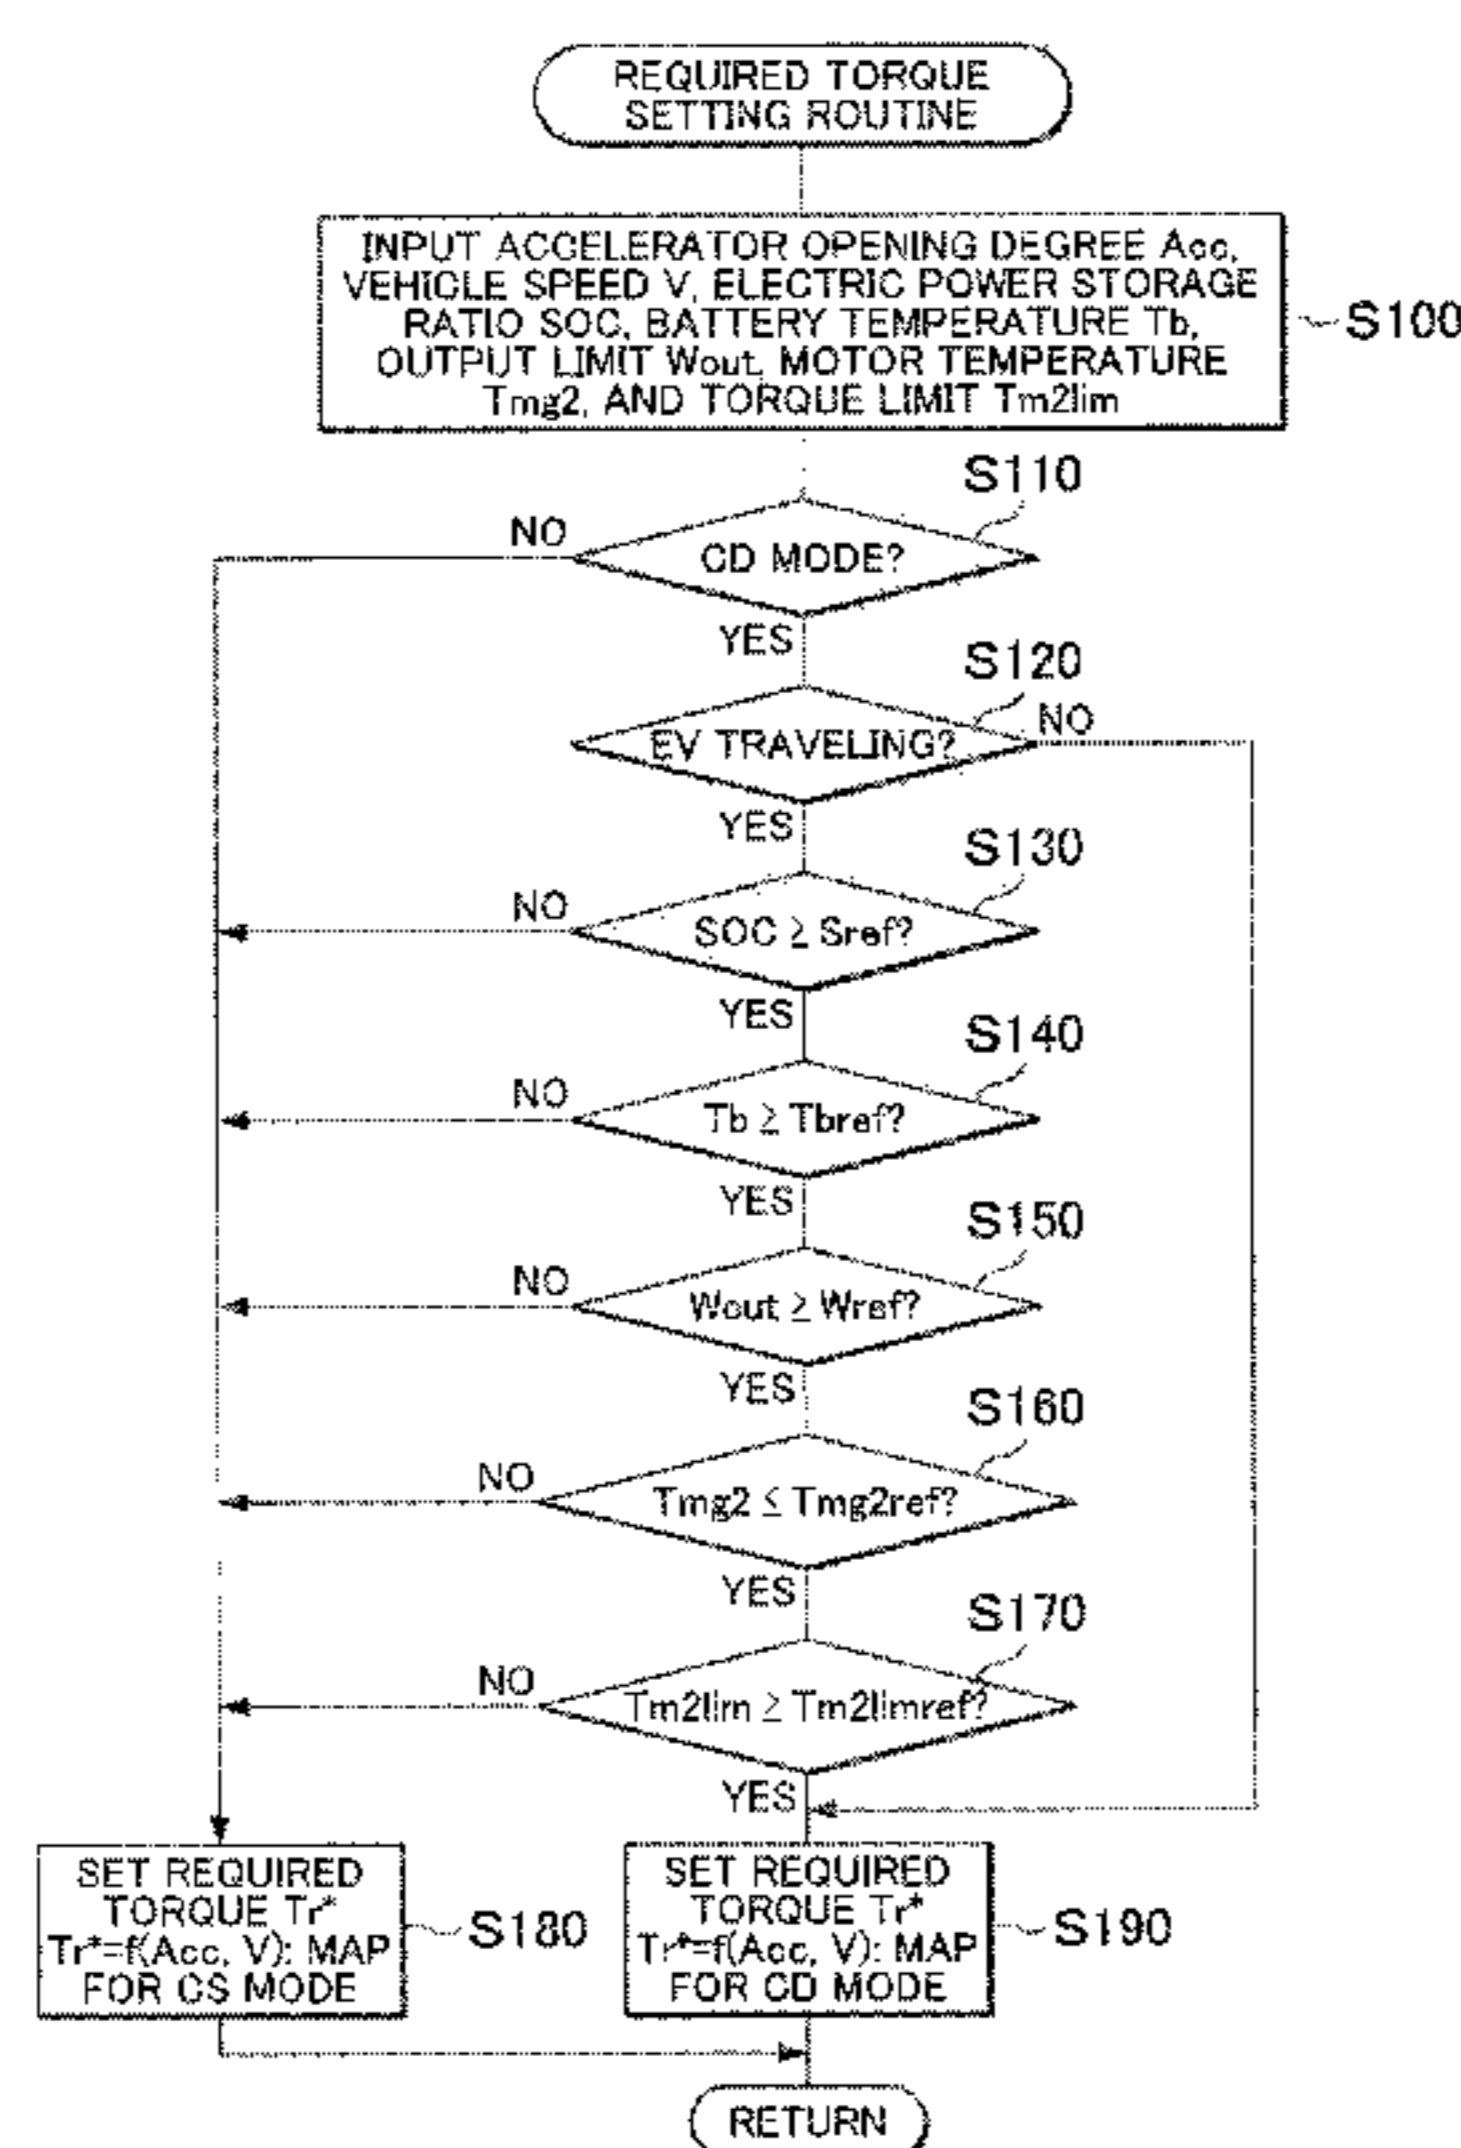 REQUIRED TORQUE
SETTING ROUTINE
INPUT ACCELERATOR OPENING DEGREE Acc,
VEHICLE SPEED V, ELECTRIC POWER STORAGE
RATIO SOC, BATTERY TEMPERATURE Tb,
OUTPUT LIMIT Wout, MOTOR TEMPERATURE
Tmg2, AND TORQUE LIMIT Tm2lim
S100
S110
NO
CD MODE?
YES
S120
NO
EV TRAVELING?
YES
S130
NO
SOC ≥ Sref?
YES
S140
NO
Tb ≥ Tbref?
YES
S150
NO
Wout ≥ Wref?
YES
S160
NO
Tmg2 ≤ Tmg2ref?
YES
S170
NO
Tm2lim ≥ Tm2limref?
YES
SET REQUIRED
TORQUE Tr*
Tr*=f(Acc, V): MAP
FOR CS MODE
S180
SET REQUIRED
TORQUE Tr*
Tr*=f(Acc, V): MAP
FOR CD MODE
S190
RETURN